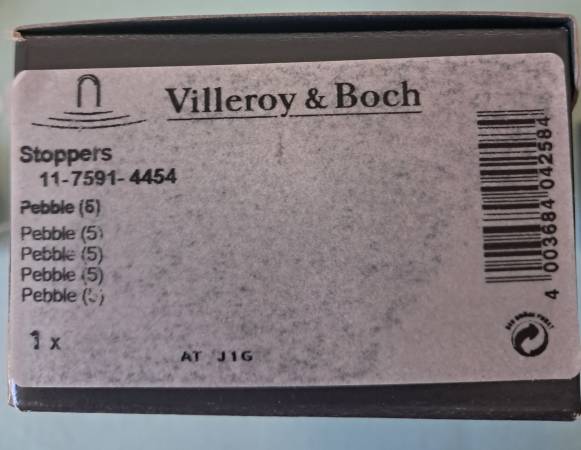 Villeroy & Boch
Stoppers
11-7591-4454
Pebble (5)
Pebble (5)
Pebble (5)
Pebble (5)
Pebble
1 x
AT J1G
4 003684 042584